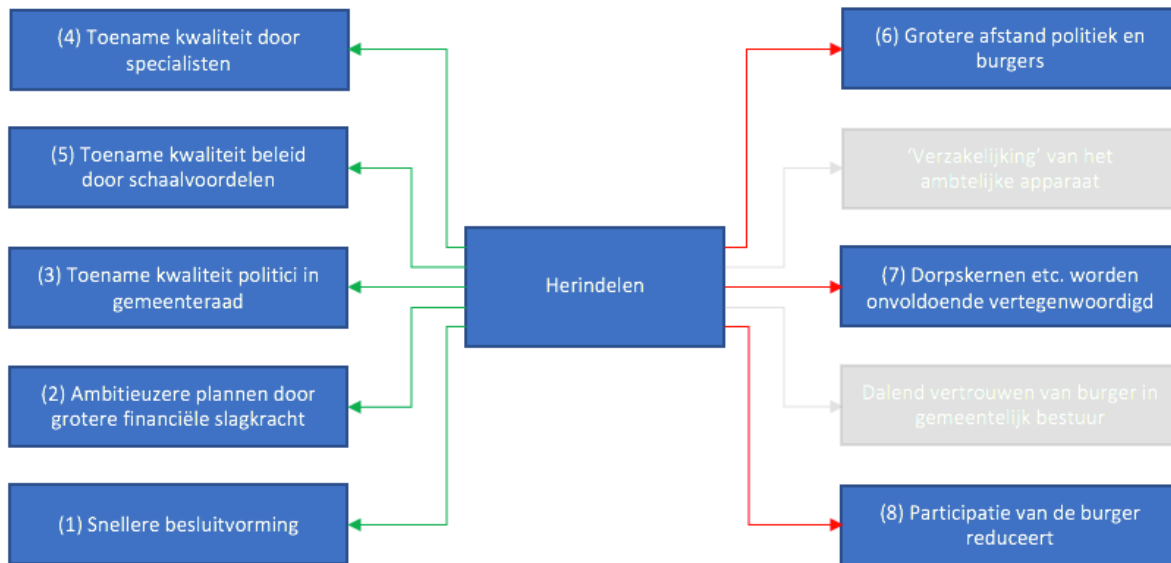 (4) Toename kwaliteit door
specialisten
(5) Toename kwaliteit beleid
door schaalvoordelen
(3) Toename kwaliteit politici in
gemeenteraad
(2) Ambitieuzere plannen door
grotere financiële slagkracht
(1) Snellere besluitvorming
Herindelen
(6) Grotere afstand politiek en
burgers
'Verzakelijking' van het
ambtelijke apparaat
(7) Dorpskernen etc. worden
onvoldoende vertegenwoordigd
Dalend vertrouwen van burger in
gemeentelijk bestuur
(8) Participatie van de burger
reduceert